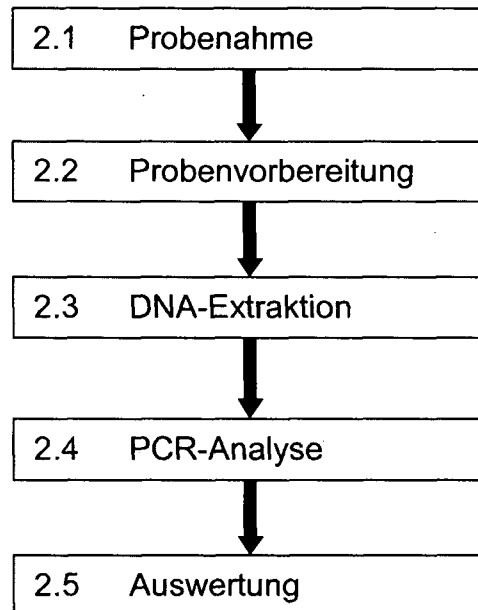 2.1 Probenahme
2.2 Probenvorbereitung
2.3 DNA-Extraktion
2.4 PCR-Analyse
2.5 Auswertung